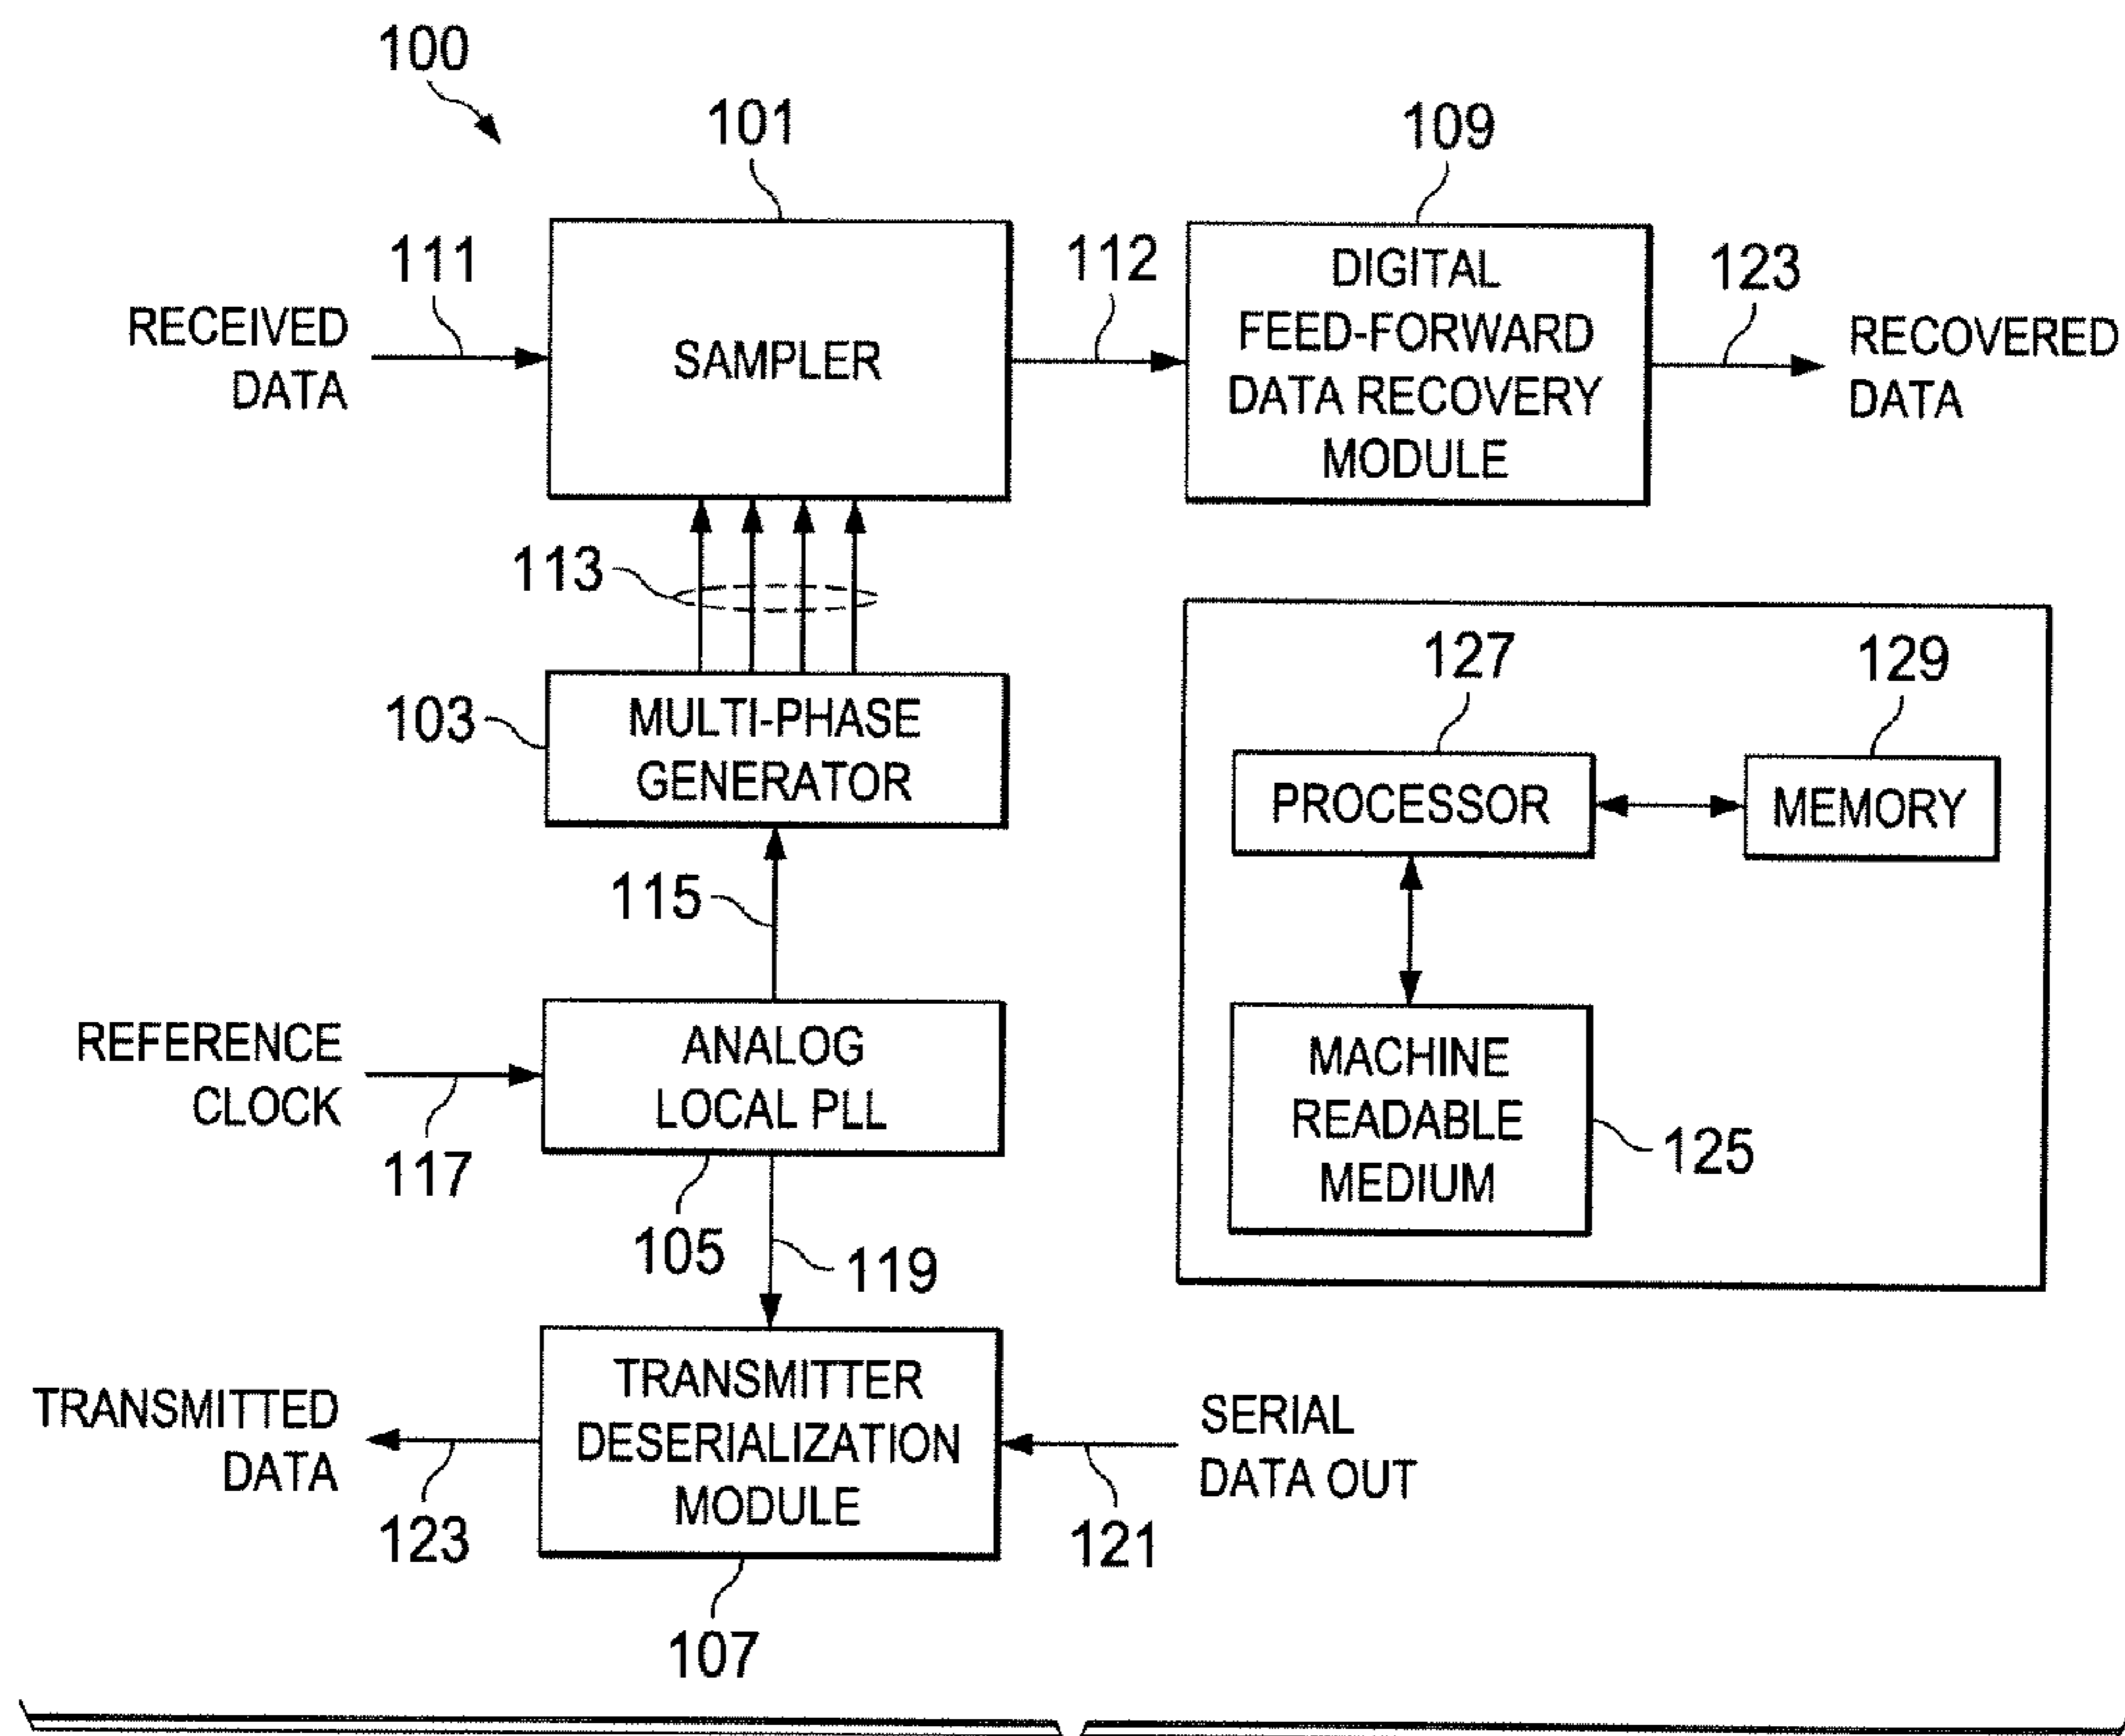 100
101
109
111
112
123
RECEIVED
DATA
SAMPLER
DIGITAL
FEED-FORWARD
DATA RECOVERY
MODULE
RECOVERED
DATA
113
103
MULTI-PHASE
GENERATOR
127
129
PROCESSOR
MEMORY
115
REFERENCE
CLOCK
117
ANALOG
LOCAL PLL
105
119
MACHINE
READABLE
MEDIUM
125
TRANSMITTED
DATA
123
TRANSMITTER
DESERIALIZATION
MODULE
SERIAL
DATA OUT
121
107